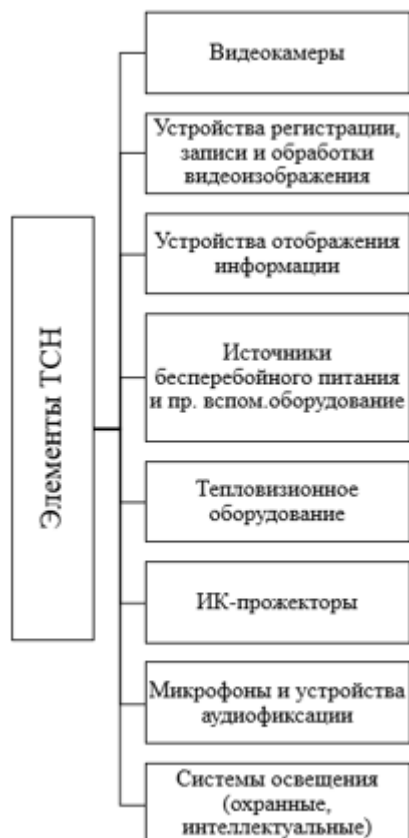 Элементы ТСН
Видеокамеры
Устройства регистрации,
записи и обработки
видеоизображения
Устройства отображения
информации
Источники
бесперебойного питания
и пр. вспом.оборудование
Тепловизионное
оборудование
ИК-прожекторы
Микрофоны и устройства
аудиофиксации
Системы освещения
(охранные,
интеллектуальные)